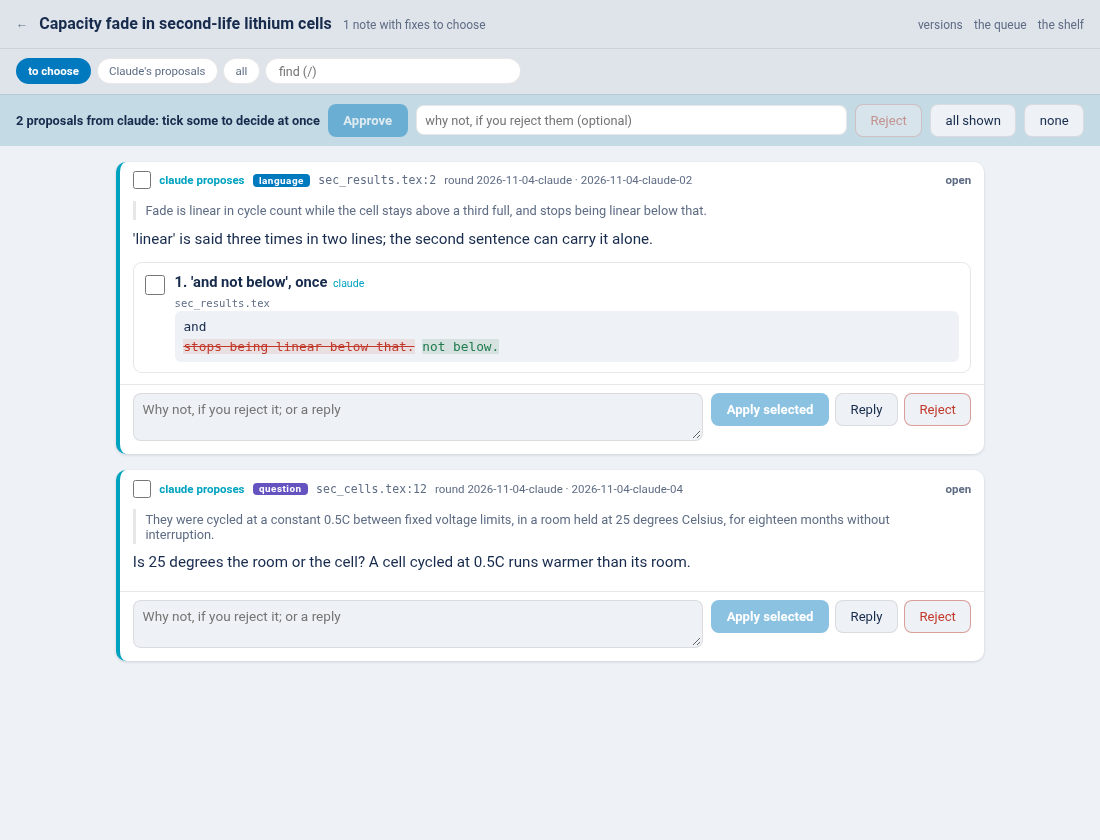 ← Capacity fade in second-life lithium cells 1 note with fixes to choose versions the queue the shelf
to choose Claude's proposals all find (/)
2 proposals from claude: tick some to decide at once Approve why not, if you reject them (optional) Reject all shown none
claude proposes language sec_results.tex:2 round 2026-11-04-claude · 2026-11-04-claude-02 open
Fade is linear in cycle count while the cell stays above a third full, and stops being linear below that.
'linear' is said three times in two lines; the second sentence can carry it alone.
1. 'and not below', once claude
sec_results.tex
and
stops being linear below that. not below.
Why not, if you reject it; or a reply Apply selected Reply Reject
claude proposes question sec_cells.tex:12 round 2026-11-04-claude · 2026-11-04-claude-04 open
They were cycled at a constant 0.5C between fixed voltage limits, in a room held at 25 degrees Celsius, for eighteen months without
interruption.
Is 25 degrees the room or the cell? A cell cycled at 0.5C runs warmer than its room.
Why not, if you reject it; or a reply Apply selected Reply Reject